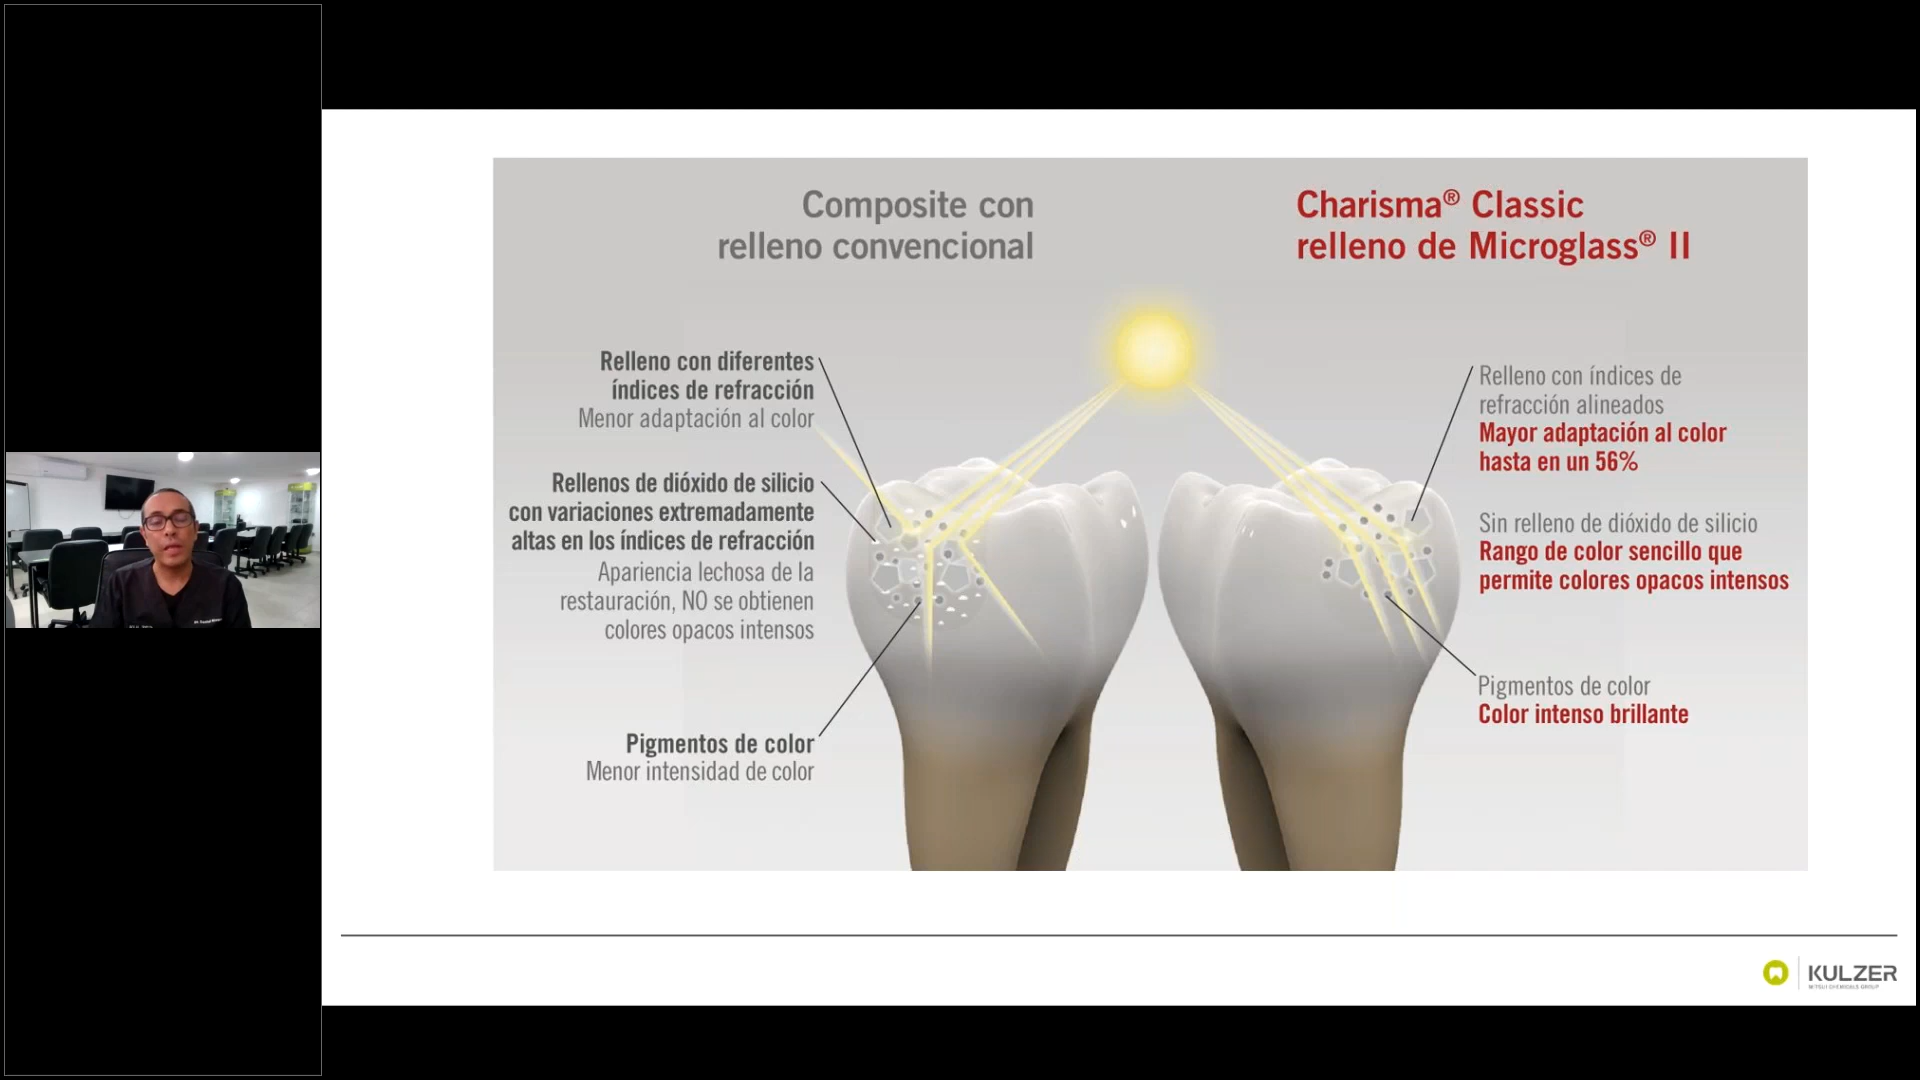 Composite con
relleno convencional
Charisma® Classic
relleno de Microglass® II
Relleno con diferentes
índices de refracción
Menor adaptación al color
Rellenos de dióxido de silicio
con variaciones extremadamente
altas en los índices de refracción
Apariencia lechosa de la
restauración, NO se obtienen
colores opacos intensos
Pigmentos de color
Menor intensidad de color
Relleno con índices de
refracción alineados
Mayor adaptación al color
hasta en un 56%
Sin relleno de dióxido de silicio
Rango de color sencillo que
permite colores opacos intensos
Pigmentos de color
Color intenso brillante
KULZER
MITSUI CHEMICALS GROUP